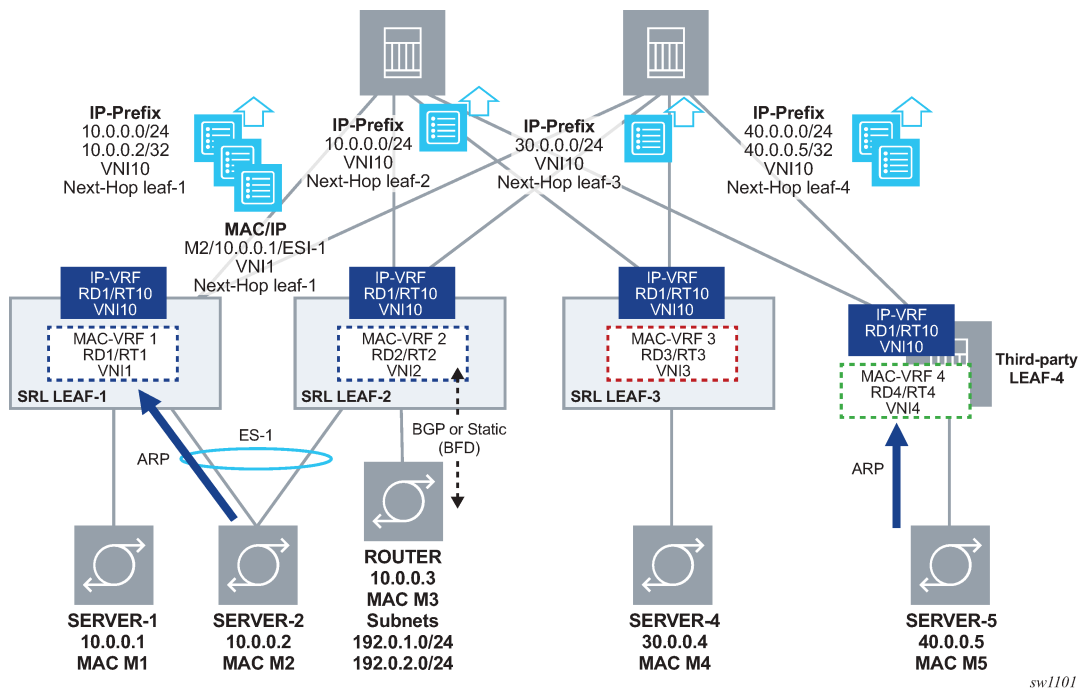 IP-Prefix
10.0.0.0/24
10.0.0.2/32
VNI10
Next-Hop leaf-1
IP-Prefix
10.0.0.0/24
VNI10
Next-Hop leaf-2
IP-Prefix
30.0.0.0/24
VNI10
Next-Hop leaf-3
IP-Prefix
40.0.0.0/24
40.0.0.5/32
VNI10
Next-Hop leaf-4
MAC/IP
M2/10.0.0.1/ESI-1
VNI1
Next-Hop leaf-1
IP-VRF
RD1/RT10
VNI10
MAC-VRF 1
RD1/RT1
VNI1
SRL LEAF-1
IP-VRF
RD1/RT10
VNI10
MAC-VRF 2
RD2/RT2
VNI2
SRL LEAF-2
IP-VRF
RD1/RT10
VNI10
MAC-VRF 3
RD3/RT3
VNI3
SRL LEAF-3
IP-VRF
RD1/RT10
VNI10
MAC-VRF 4
RD4/RT4
VNI4
Third-party
LEAF-4
ARP
ES-1
BGP or Static
(BFD)
ARP
SERVER-1
10.0.0.1
MAC M1
SERVER-2
10.0.0.2
MAC M2
ROUTER
10.0.0.3
MAC M3
Subnets
192.0.1.0/24
192.0.2.0/24
SERVER-4
30.0.0.4
MAC M4
SERVER-5
40.0.0.5
MAC M5
sw1101